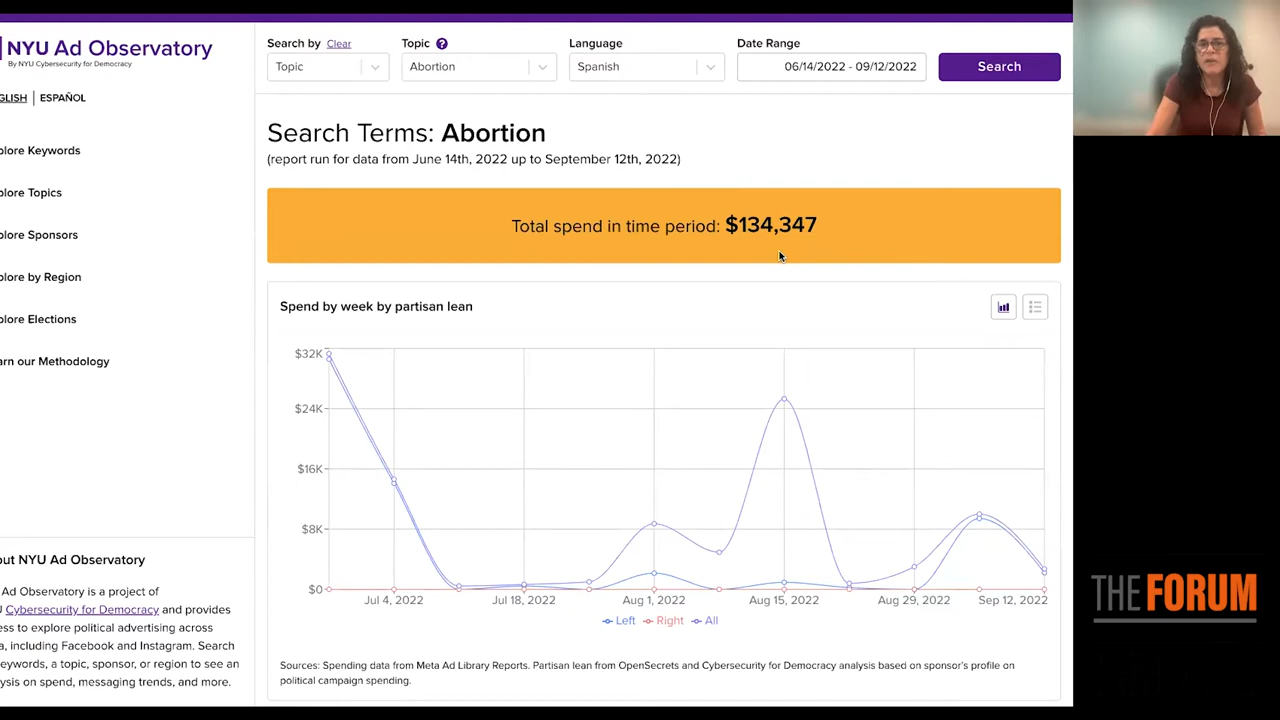 NYU Ad Observatory
By NYU Cybersecurity for Democracy
GLISH | ESPAÑOL
plore Keywords
plore Topics
plore Sponsors
plore by Region
plore Elections
arn our Methodology
out NYU Ad Observatory
Ad Observatory is a project of
U Cybersecurity for Democracy and provides
ess to explore political advertising across
a, including Facebook and Instagram. Search
eywords, a topic, sponsor, or region to see an
ysis on spend, messaging trends, and more.
Search by Clear
Topic
Topic ?
Abortion
Language
Spanish
Date Range
06/14/2022 - 09/12/2022
Search
Search Terms: Abortion
(report run for data from June 14th, 2022 up to September 12th, 2022)
Total spend in time period: $134,347
Spend by week by partisan lean
$32K
$24K
$16K
$8K
$0
Jul 4, 2022 Jul 18, 2022 Aug 1, 2022 Aug 15, 2022 Aug 29, 2022 Sep 12, 2022
Left Right All
Sources: Spending data from Meta Ad Library Reports. Partisan lean from OpenSecrets and Cybersecurity for Democracy analysis based on sponsor's profile on
political campaign spending.
THE FORUM